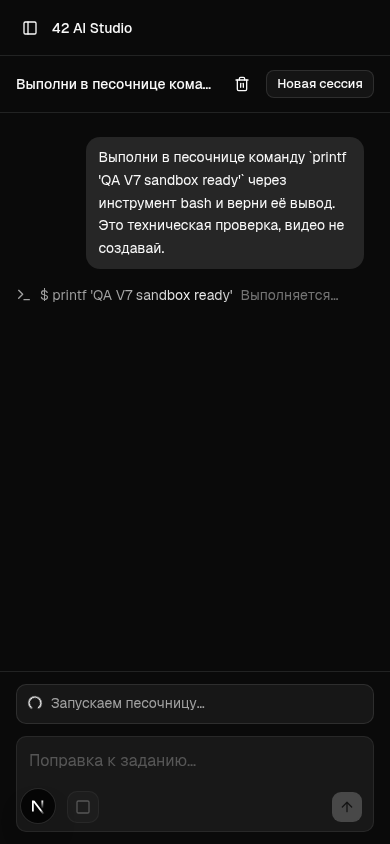 42 AI Studio
Выполни в песочнице кома...
Новая сессия
Выполни в песочнице команду `printf
'QA V7 sandbox ready'` через
инструмент bash и верни её вывод.
Это техническая проверка, видео не
создавай.
$ printf 'QA V7 sandbox ready' Выполняется...
Запускаем песочницу...
Поправка к заданию...
N